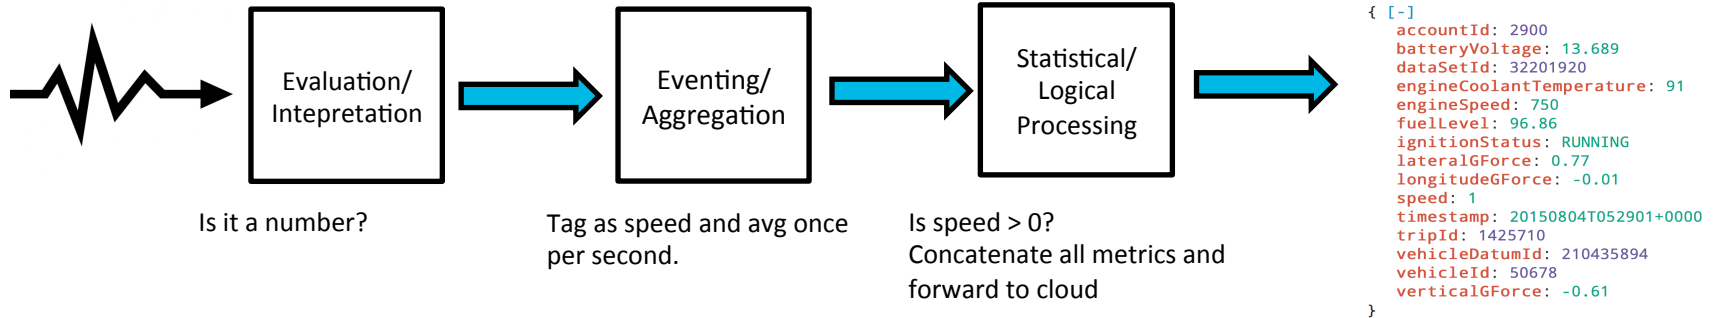 Evaluation/
Intepretation
Is it a number?
Eventing/
Aggregation
Tag as speed and avg once
per second.
Statistical/
Logical
Processing
Is speed > 0?
Concatenate all metrics and
forward to cloud
{ [-]
accountId: 2900
batteryVoltage: 13.689
dataSetId: 32201920
engineCoolantTemperature: 91
engineSpeed: 750
fuelLevel: 96.86
ignitionStatus: RUNNING
lateralGForce: 0.77
longitudeGForce: -0.01
speed: 1
timestamp: 20150804T052901+0000
tripId: 1425710
vehicleDatumId: 210435894
vehicleId: 50678
verticalGForce: -0.61
}